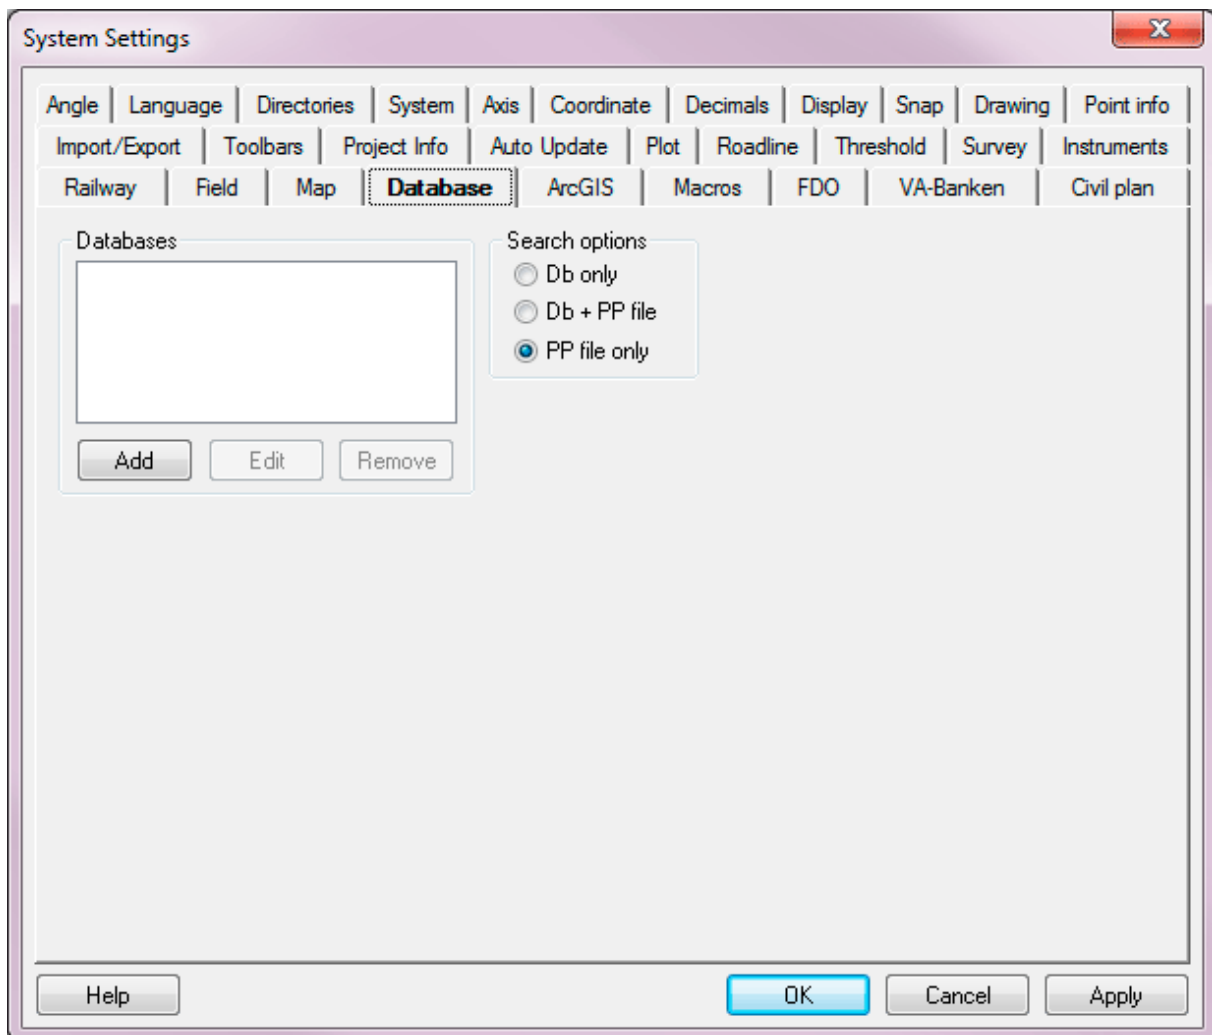 System Settings
Angle Language Directories System Axis Coordinate Decimals Display Snap Drawing Point info
Import/Export Toolbars Project Info Auto Update Plot Roadline Threshold Survey Instruments
Railway Field Map Database ArcGIS Macros FDO VA-Banken Civil plan
Databases
Add Edit Remove
Search options
Db only
Db + PP file
PP file only
Help OK Cancel Apply